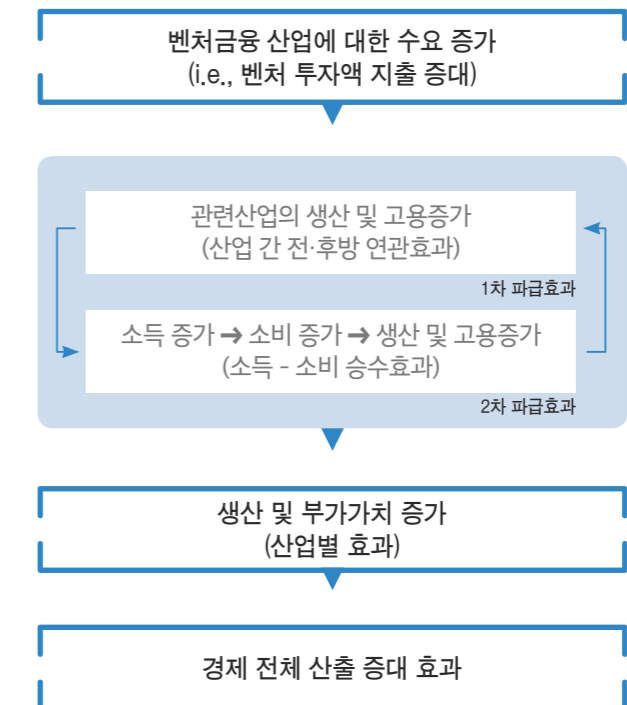 벤처금융 산업에 대한 수요 증가
(i.e., 벤처 투자액 지출 증대)
관련산업의 생산 및 고용증가
(산업 간 전·후방 연관효과)
1차 파급효과
소득 증가 → 소비 증가 → 생산 및 고용증가
(소득 - 소비 승수효과)
2차 파급효과
생산 및 부가가치 증가
(산업별 효과)
경제 전체 산출 증대 효과